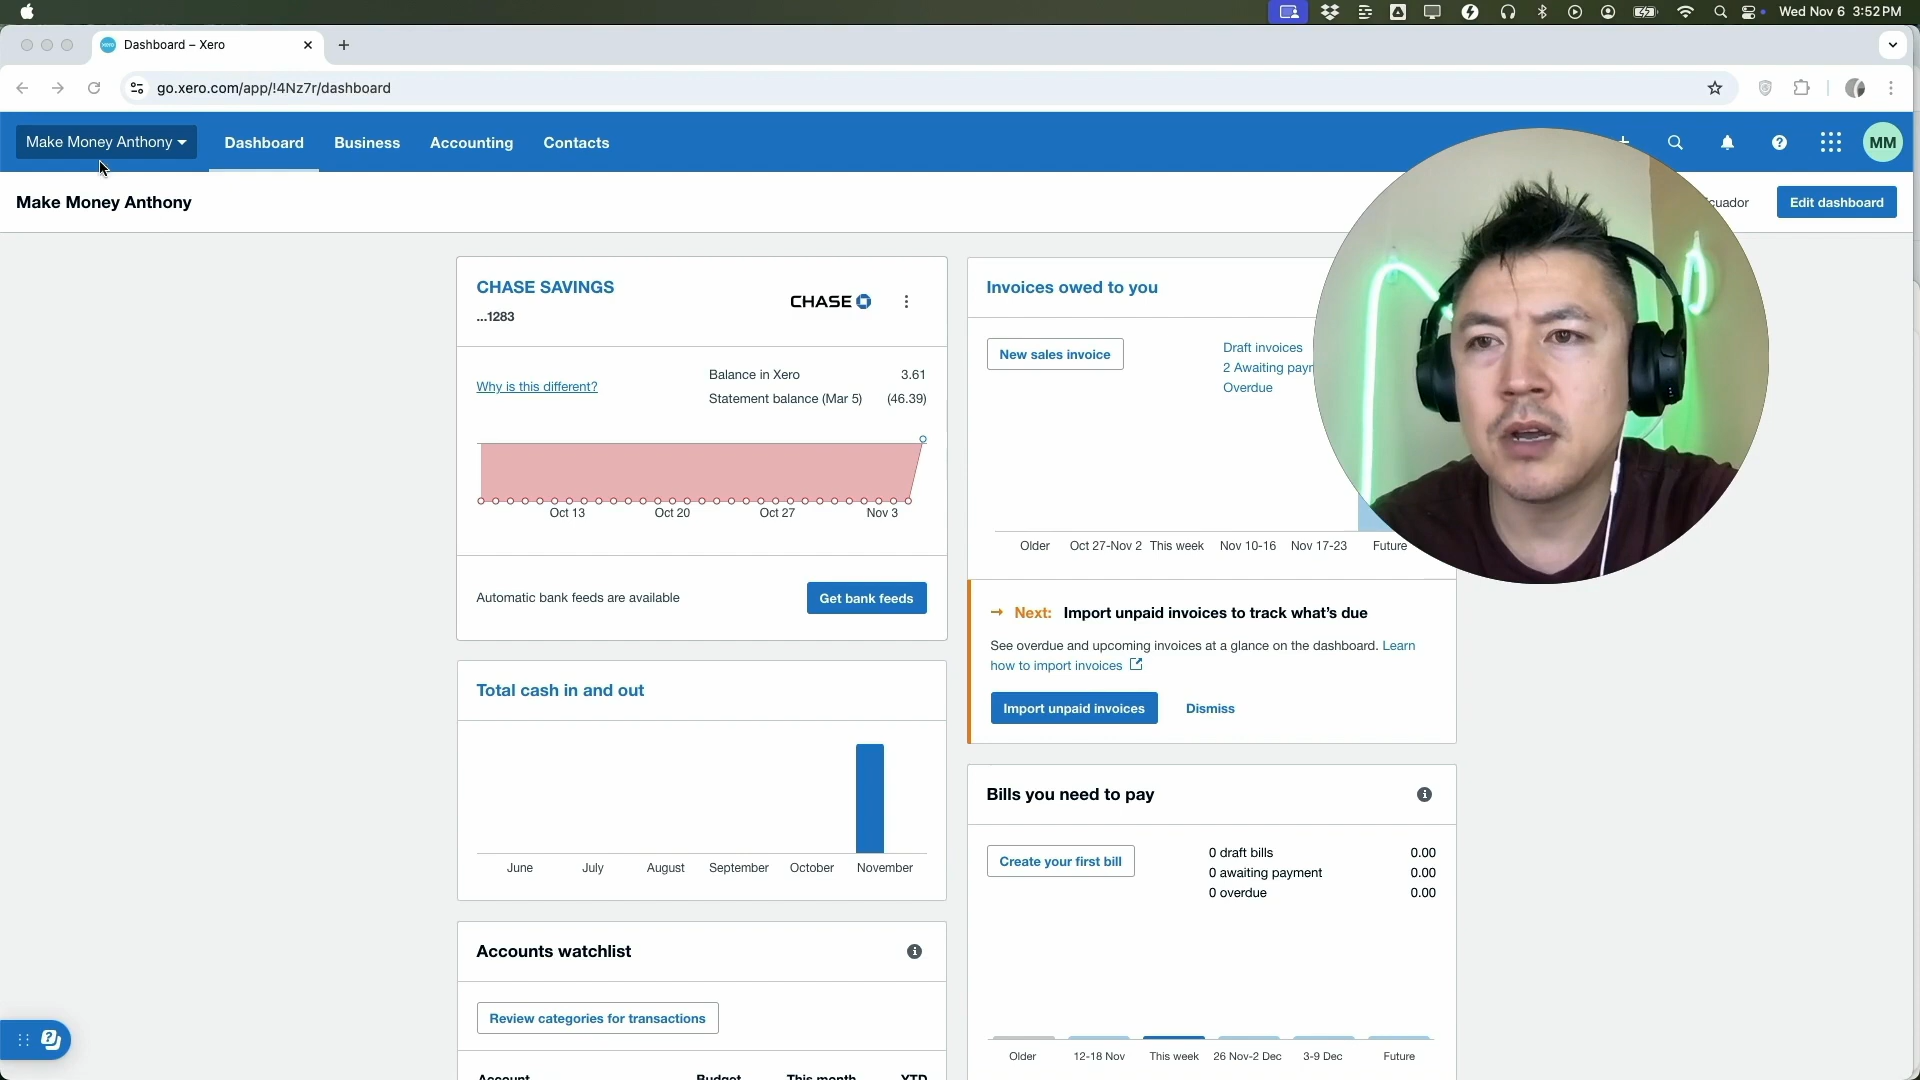 Wed Nov 6 3:52 PM
Dashboard – Xero
go.xero.com/app/!4Nz7r/dashboard
Make Money Anthony
Dashboard
Business
Accounting
Contacts
MM
Make Money Anthony
cuador
Edit dashboard
CHASE SAVINGS
...1283
CHASE
Why is this different?
Balance in Xero 3.61
Statement balance (Mar 5) (46.39)
Oct 13 Oct 20 Oct 27 Nov 3
Automatic bank feeds are available
Get bank feeds
Invoices owed to you
New sales invoice
Draft invoices
2 Awaiting payr
Overdue
Older Oct 27-Nov 2 This week Nov 10-16 Nov 17-23 Future
Next: Import unpaid invoices to track what’s due
See overdue and upcoming invoices at a glance on the dashboard. Learn
how to import invoices
Import unpaid invoices
Dismiss
Total cash in and out
June July August September October November
Bills you need to pay
Create your first bill
0 draft bills 0.00
0 awaiting payment 0.00
0 overdue 0.00
Older 12-18 Nov This week 26 Nov-2 Dec 3-9 Dec Future
Accounts watchlist
Review categories for transactions
Account Budget This month YTD